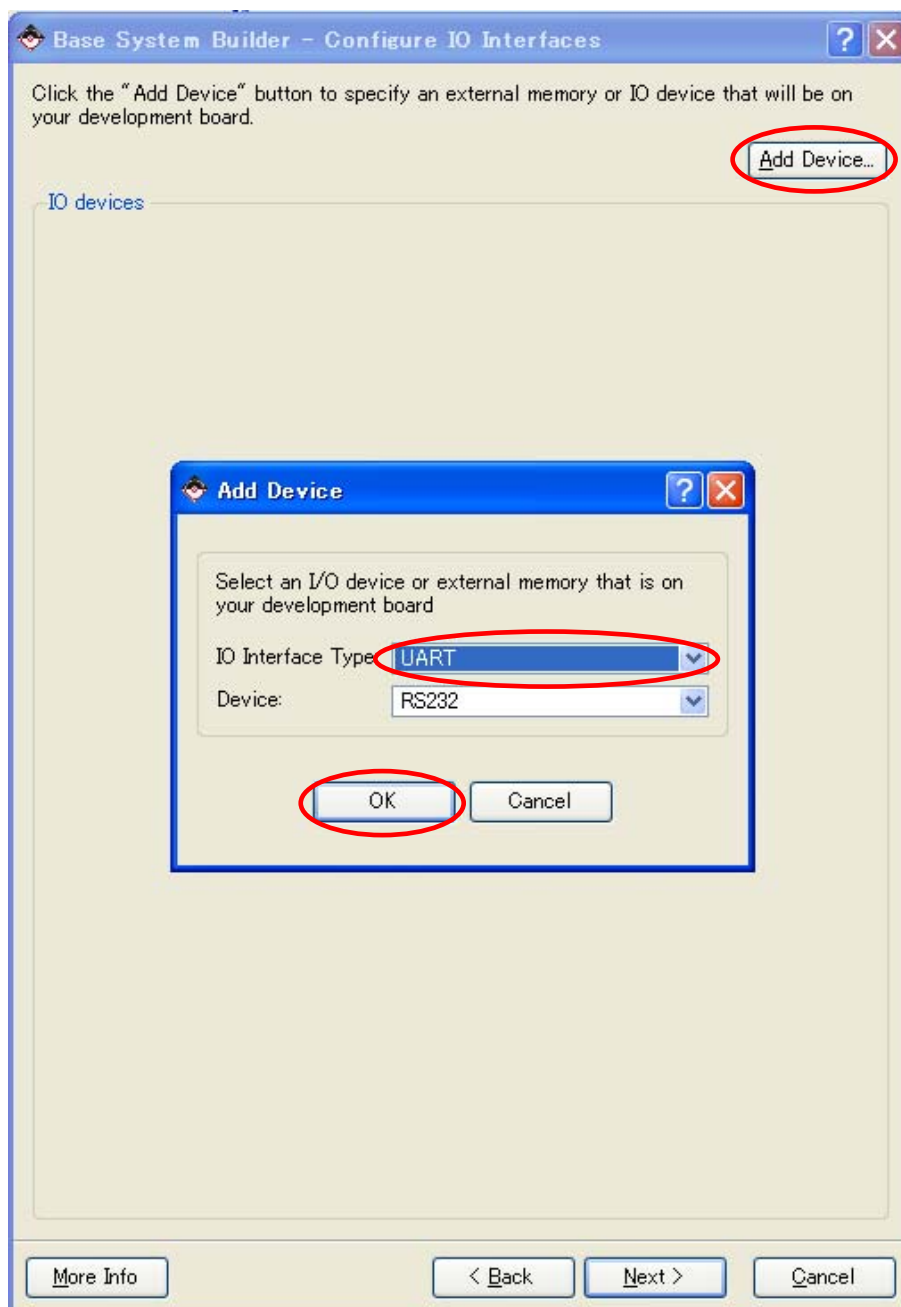 Base System Builder - Configure IO Interfaces
Click the "Add Device" button to specify an external memory or IO device that will be on
your development board.
Add Device...
IO devices
Add Device
Select an I/O device or external memory that is on
your development board
IO Interface Type UART
Device: RS232
OK Cancel
More Info < Back Next > Cancel